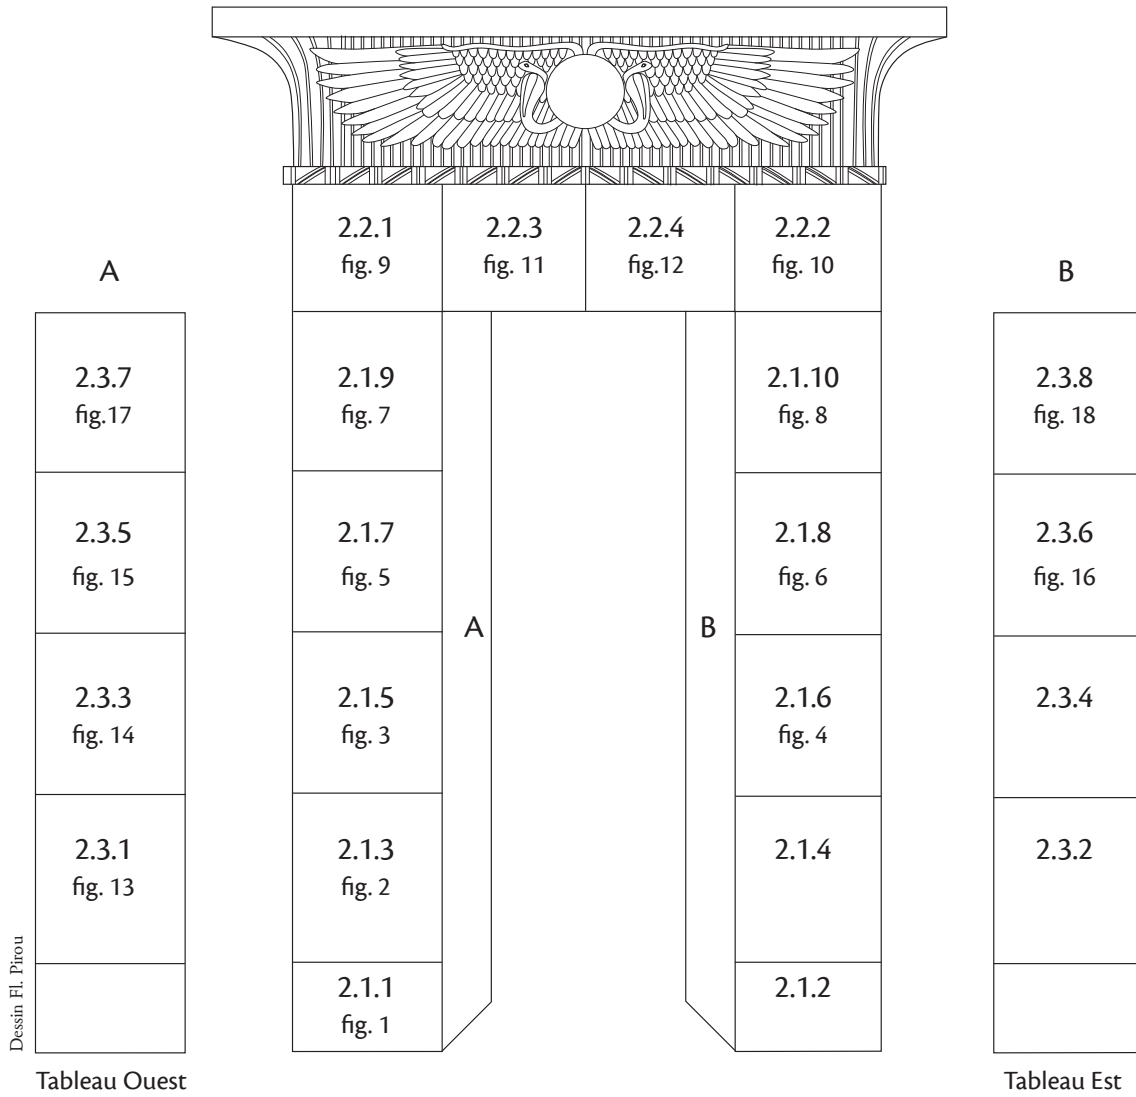 2.2.1
fig. 9
2.2.3
fig. 11
2.2.4
fig.12
2.2.2
fig. 10
A
B
2.3.7
fig.17
2.1.9
fig. 7
2.1.10
fig. 8
2.3.8
fig. 18
2.3.5
fig. 15
2.1.7
fig. 5
2.1.8
fig. 6
2.3.6
fig. 16
A
B
2.3.3
fig. 14
2.1.5
fig. 3
2.1.6
fig. 4
2.3.4
2.3.1
fig. 13
2.1.3
fig. 2
2.1.4
2.3.2
2.1.1
fig. 1
2.1.2
Dessin Fl. Pirou
Tableau Ouest
Tableau Est